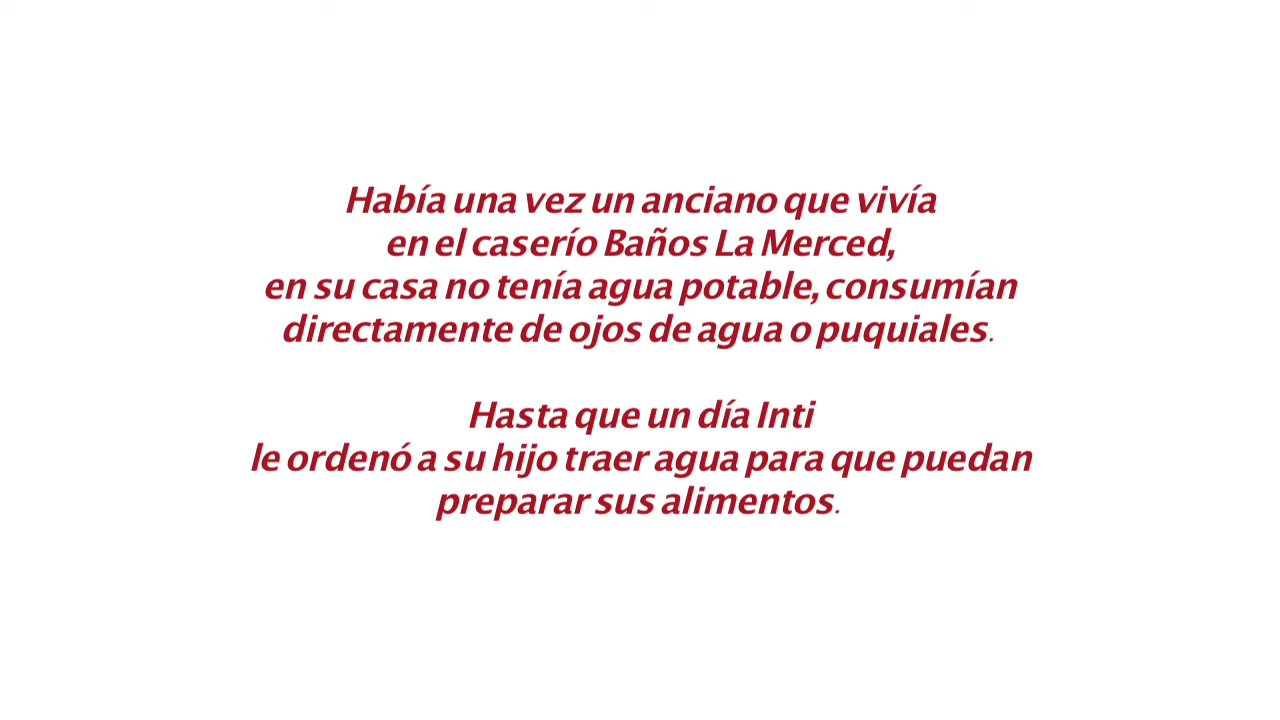 Había una vez un anciano que vivía
en el caserío Baños La Merced,
en su casa no tenía agua potable, consumían
directamente de ojos de agua o puquiales.
Hasta que un día Inti
le ordenó a su hijo traer agua para que puedan
preparar sus alimentos.